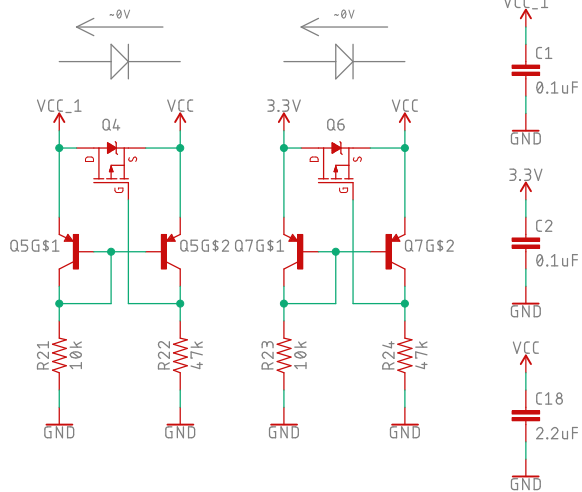 ~0V
~0V
VCC_1
VCC_1
VCC
3.3V
VCC
C1
0.1uF
GND
Q4
D
S
G
Q6
D
S
G
3.3V
C2
0.1uF
GND
Q5G$1
Q5G$2
Q7G$1
Q7G$2
R21
10k
R22
47k
R23
10k
R24
47k
VCC
C18
2.2uF
GND
GND
GND
GND
GND